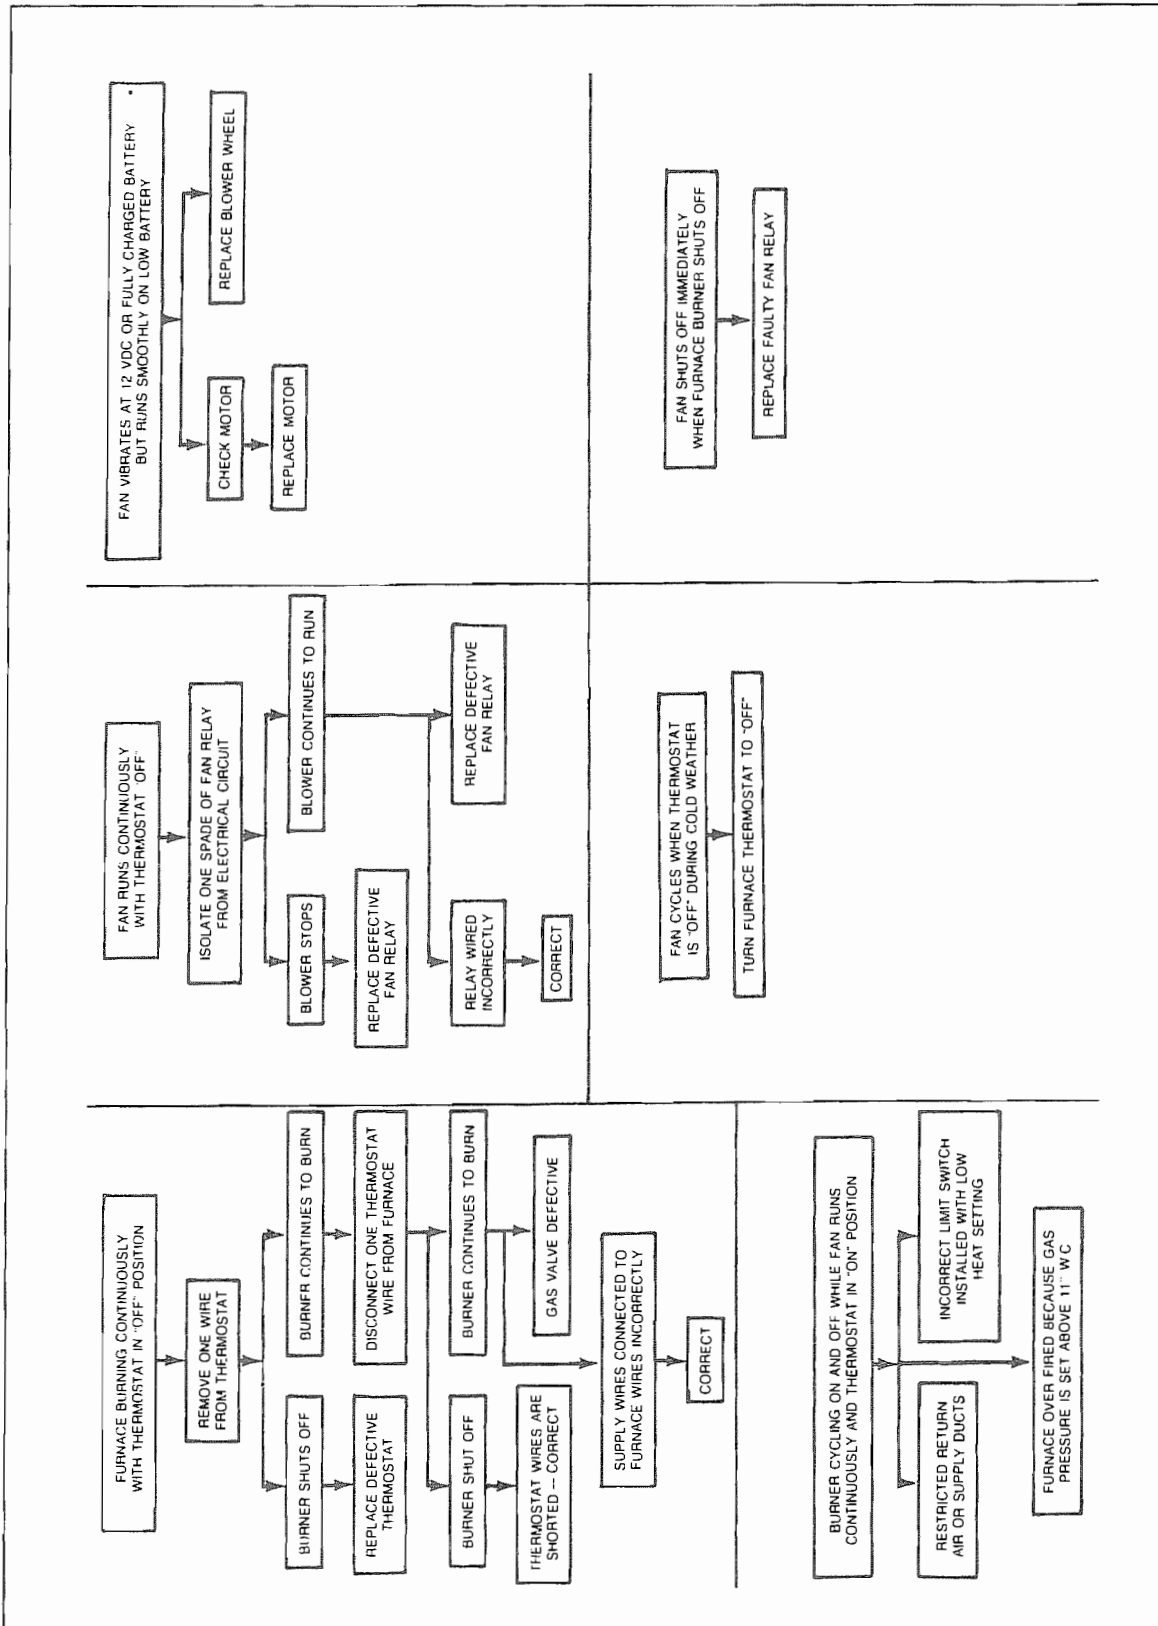 FURNACE BURNING CONTINUOUSLY
WITH THERMOSTAT IN "OFF" POSITION
REMOVE ONE WIRE
FROM THERMOSTAT
BURNER SHUTS OFF
BURNER CONTINUES TO BURN
REPLACE DEFECTIVE
THERMOSTAT
DISCONNECT ONE THERMOSTAT
WIRE FROM FURNACE
BURNER SHUT OFF
BURNER CONTINUES TO BURN
THERMOSTAT WIRES ARE
SHORTED -- CORRECT
GAS VALVE DEFECTIVE
SUPPLY WIRES CONNECTED TO
FURNACE WIRES INCORRECTLY
CORRECT
BURNER CYCLING ON AND OFF WHILE FAN RUNS
CONTINUOUSLY AND THERMOSTAT IN "ON" POSITION
RESTRICTED RETURN
AIR OR SUPPLY DUCTS
INCORRECT LIMIT SWITCH
INSTALLED WITH LOW
HEAT SETTING
FURNACE OVER FIRED BECAUSE GAS
PRESSURE IS SET ABOVE 11" WC
FAN RUNS CONTINUOUSLY
WITH THERMOSTAT "OFF"
ISOLATE ONE SPADE OF FAN RELAY
FROM ELECTRICAL CIRCUIT
BLOWER STOPS
BLOWER CONTINUES TO RUN
REPLACE DEFECTIVE
FAN RELAY
RELAY WIRED
INCORRECTLY
REPLACE DEFECTIVE
FAN RELAY
CORRECT
FAN CYCLES WHEN THERMOSTAT
IS "OFF" DURING COLD WEATHER
TURN FURNACE THERMOSTAT TO "OFF"
FAN VIBRATES AT 12 VDC OR FULLY CHARGED BATTERY
BUT RUNS SMOOTHLY ON LOW BATTERY
CHECK MOTOR
REPLACE BLOWER WHEEL
REPLACE MOTOR
FAN SHUTS OFF IMMEDIATELY
WHEN FURNACE BURNER SHUTS OFF
REPLACE FAULTY FAN RELAY